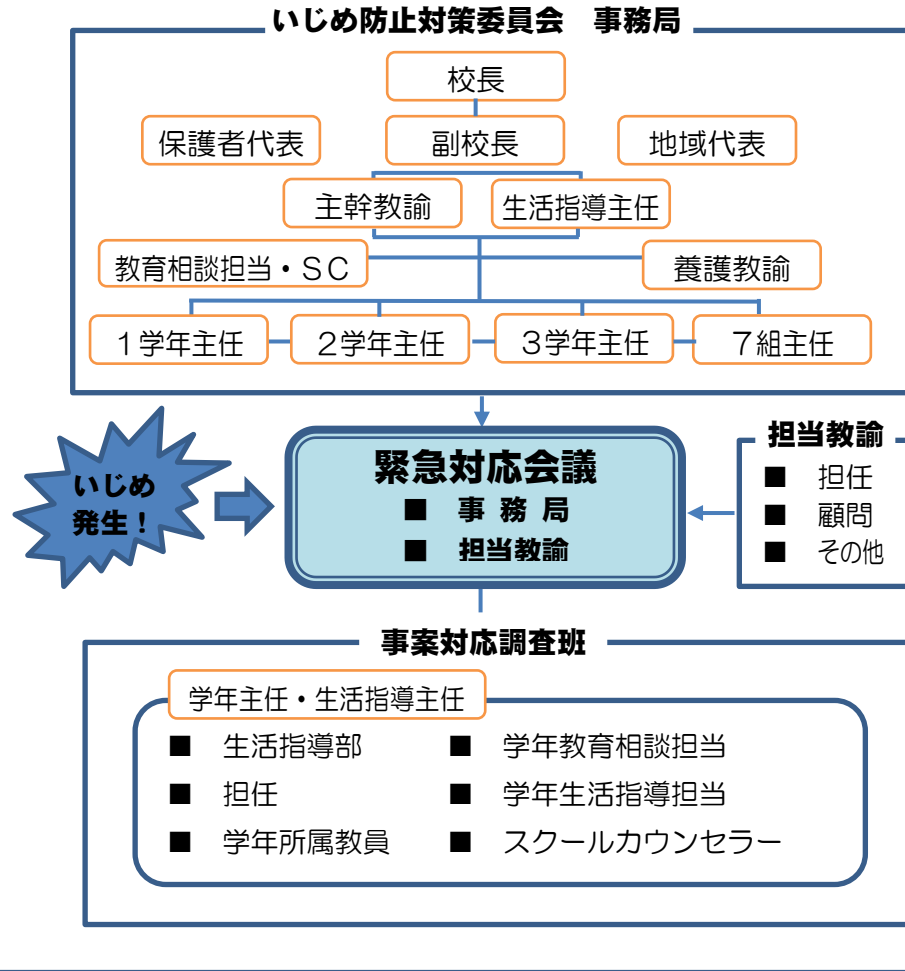 いじめ防止対策委員会　事務局
校長
保護者代表
副校長
地域代表
主幹教諭
生活指導主任
教育相談担当・ＳＣ
養護教諭
１学年主任
２学年主任
３学年主任
７組主任
いじめ
発生！
緊急対応会議
■ 事 務 局
■ 担当教諭
担当教諭
■ 担任
■ 顧問
■ その他
事案対応調査班
学年主任・生活指導主任
■ 生活指導部
■ 学年教育相談担当
■ 担任
■ 学年生活指導担当
■ 学年所属教員
■ スクールカウンセラー